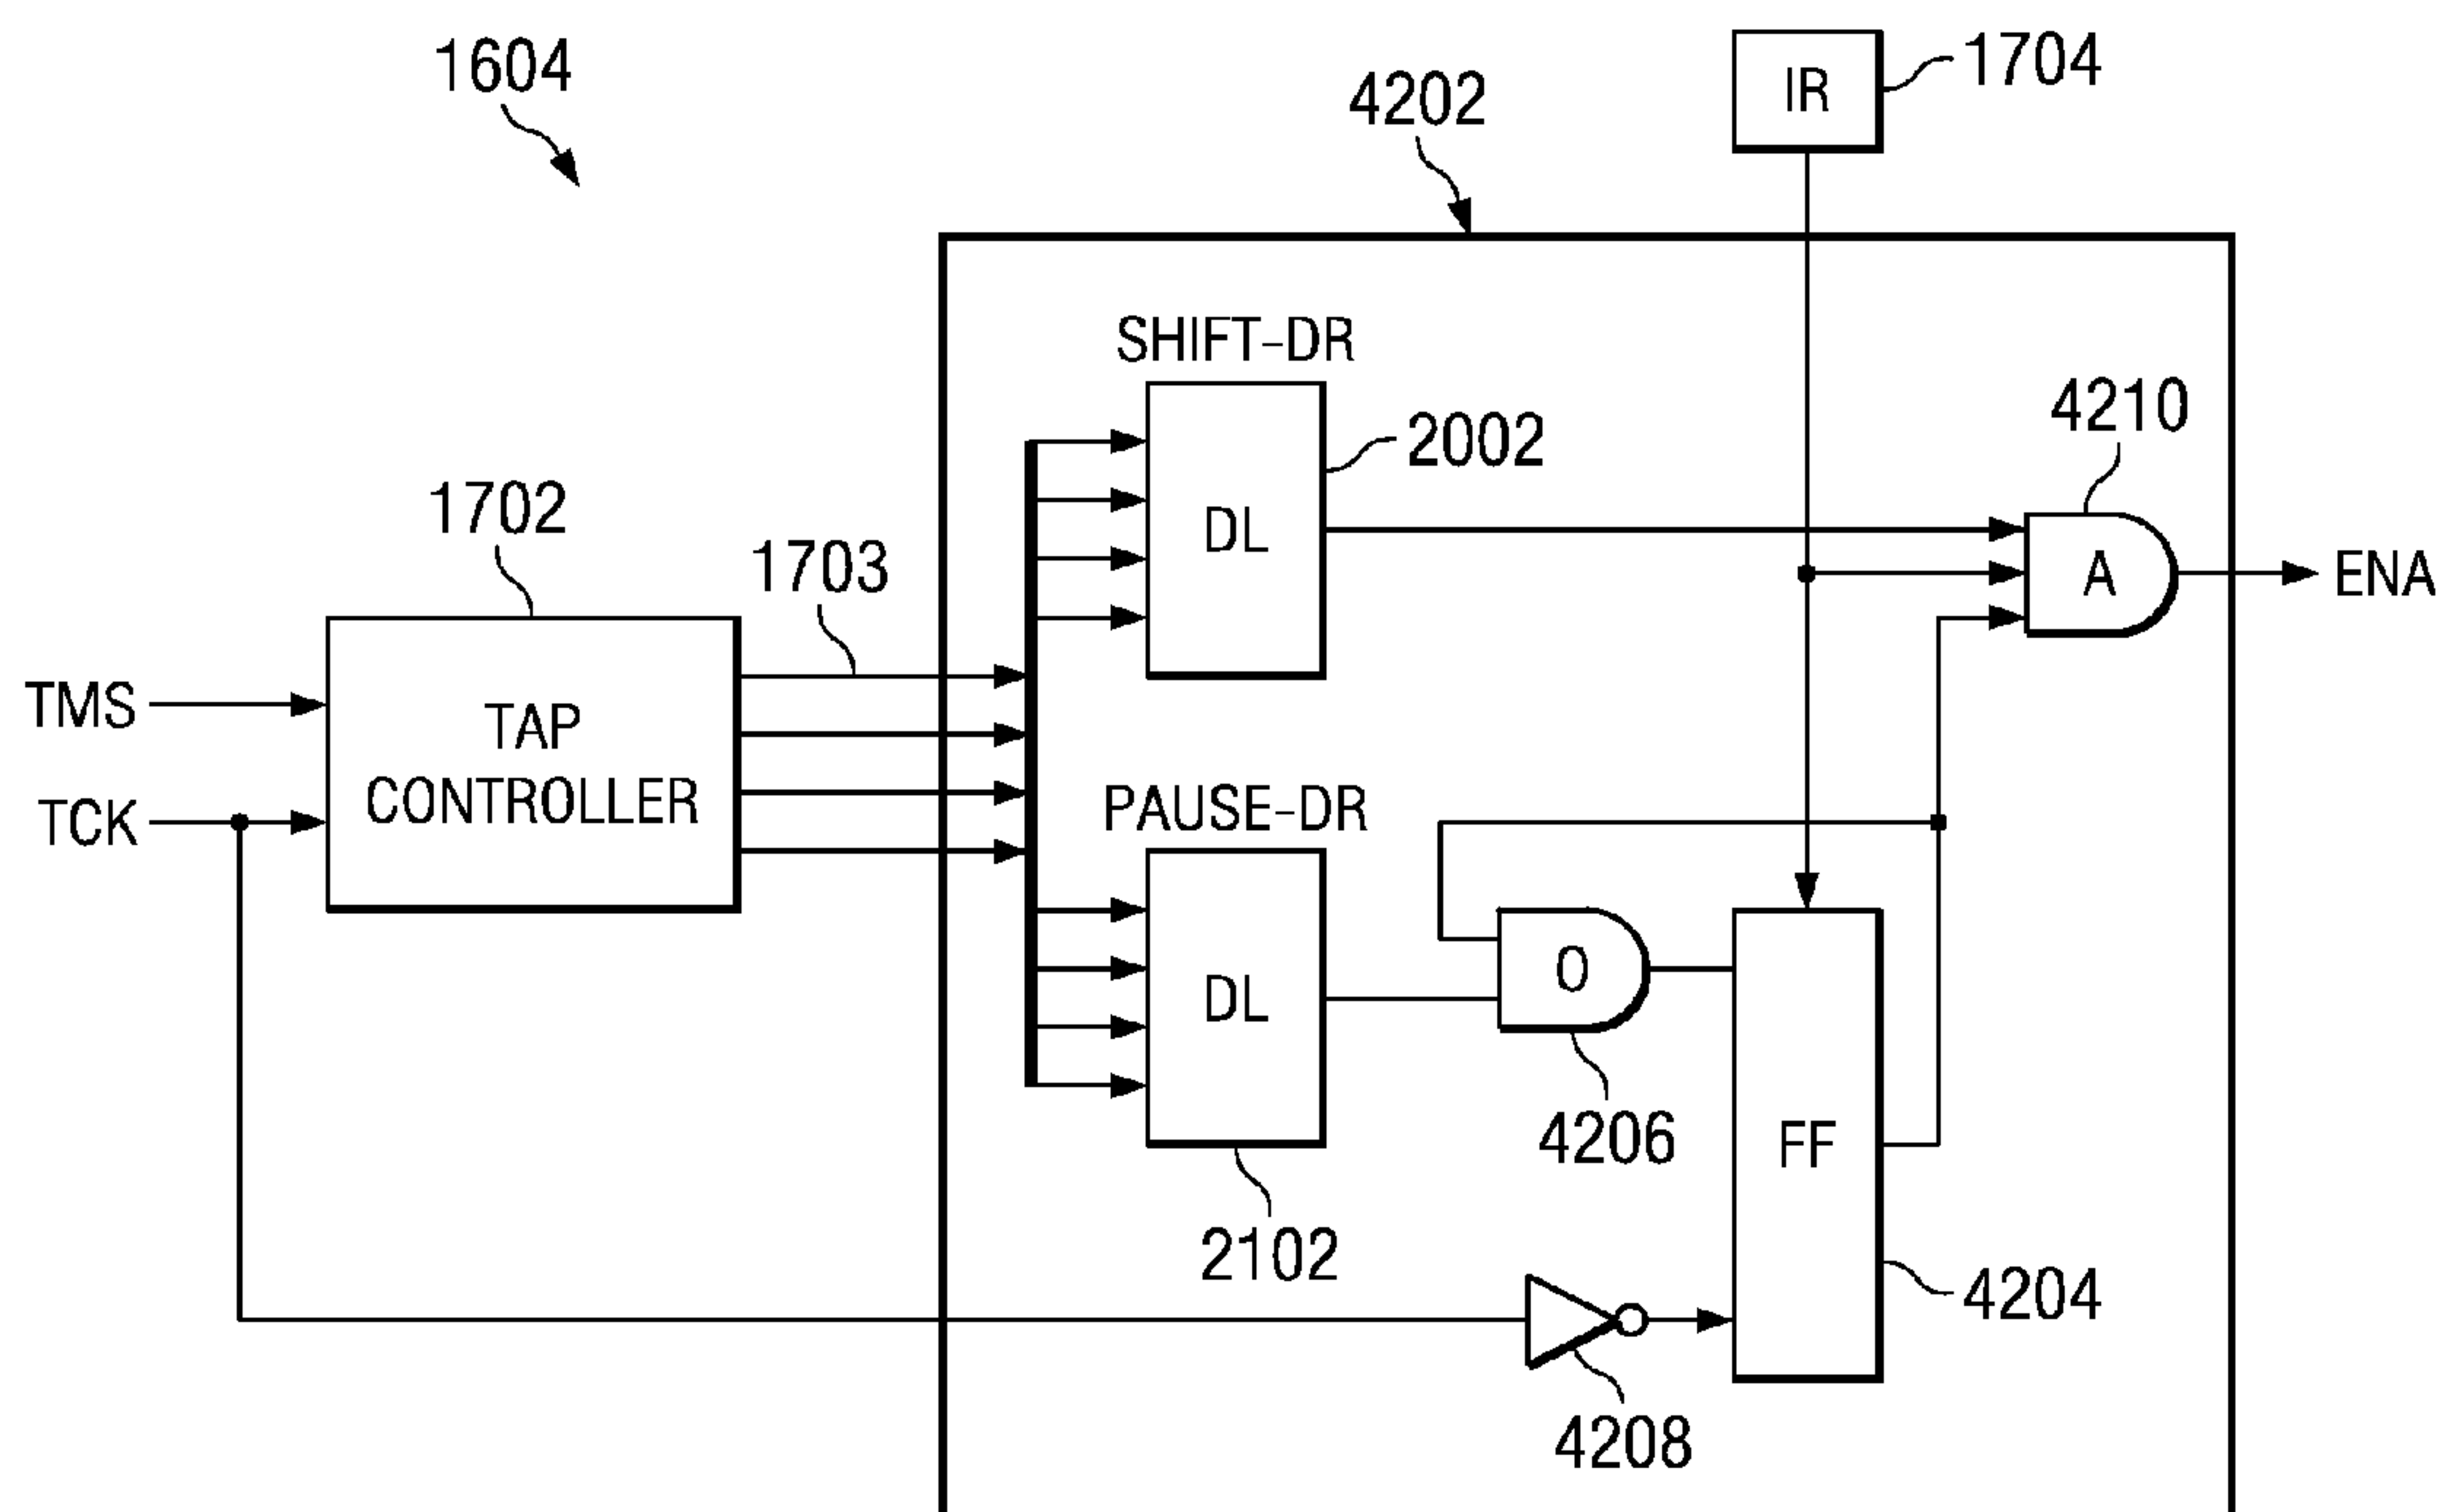 1604
4202
IR
1704
SHIFT-DR
4210
2002
DL
1702
1703
A
ENA
TMS
TAP
CONTROLLER
TCK
PAUSE-DR
DL
O
4206
FF
2102
4204
4208